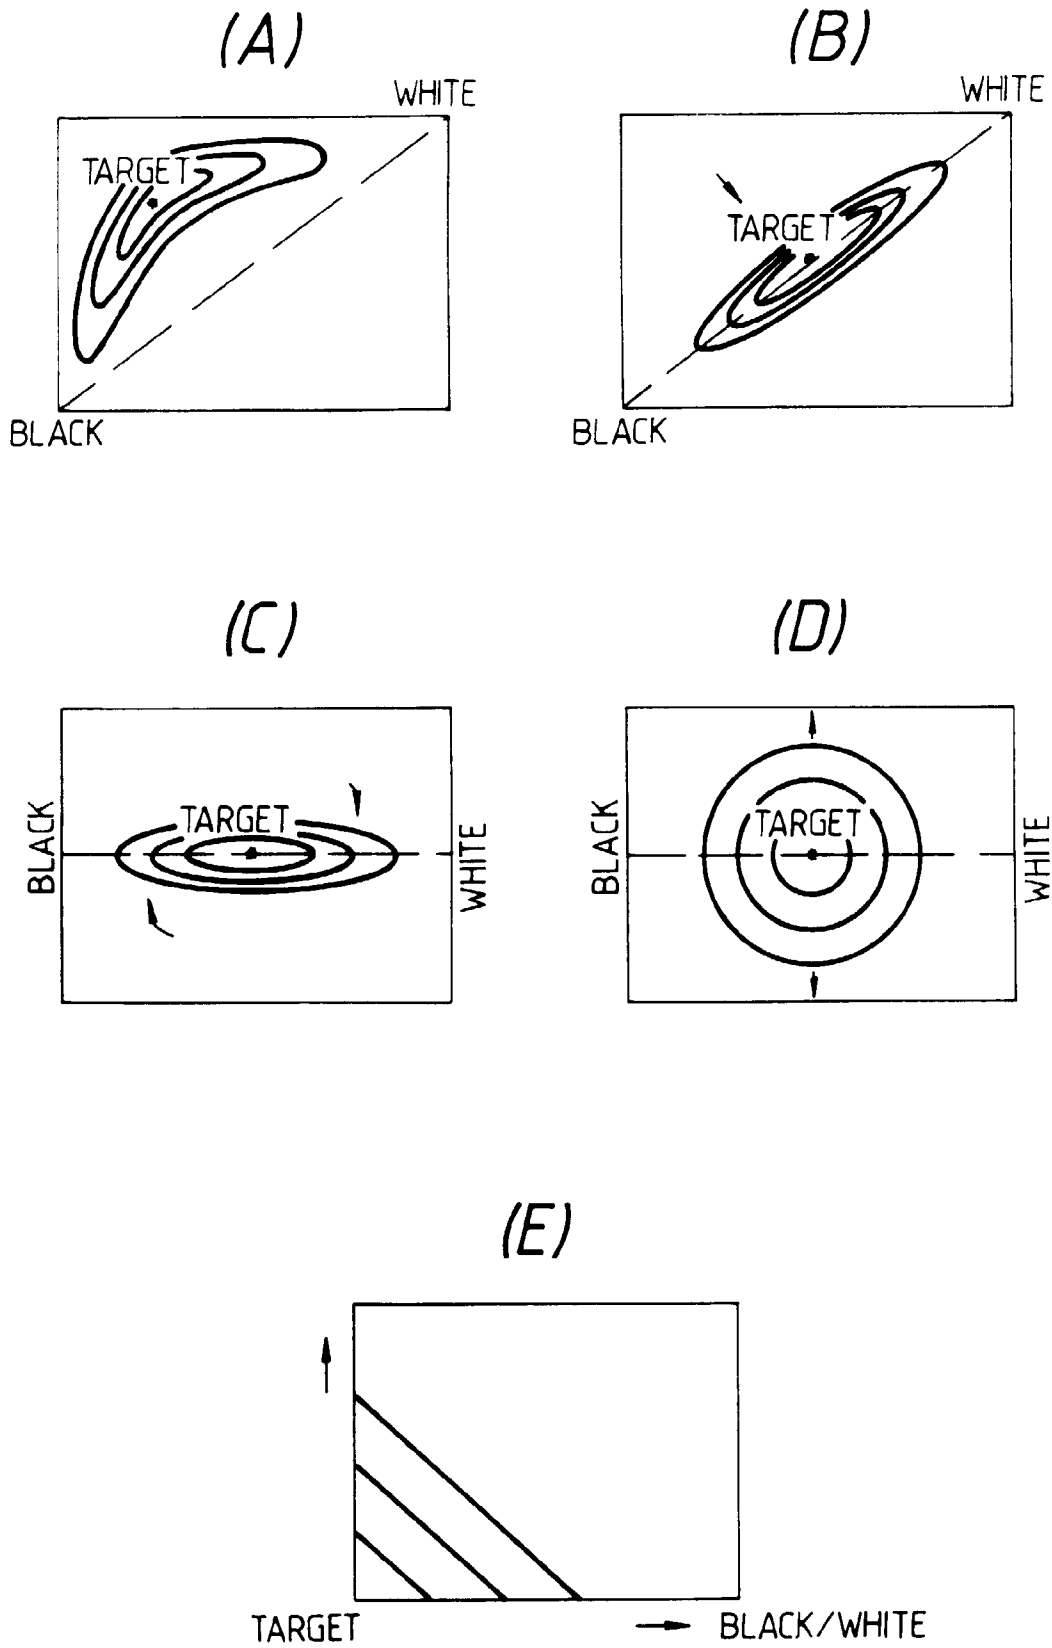 (A)
(B)
WHITE
WHITE
TARGET
TARGET
BLACK
BLACK
(C)
(D)
BLACK
TARGET
WHITE
BLACK
TARGET
WHITE
(E)
TARGET
BLACK/WHITE